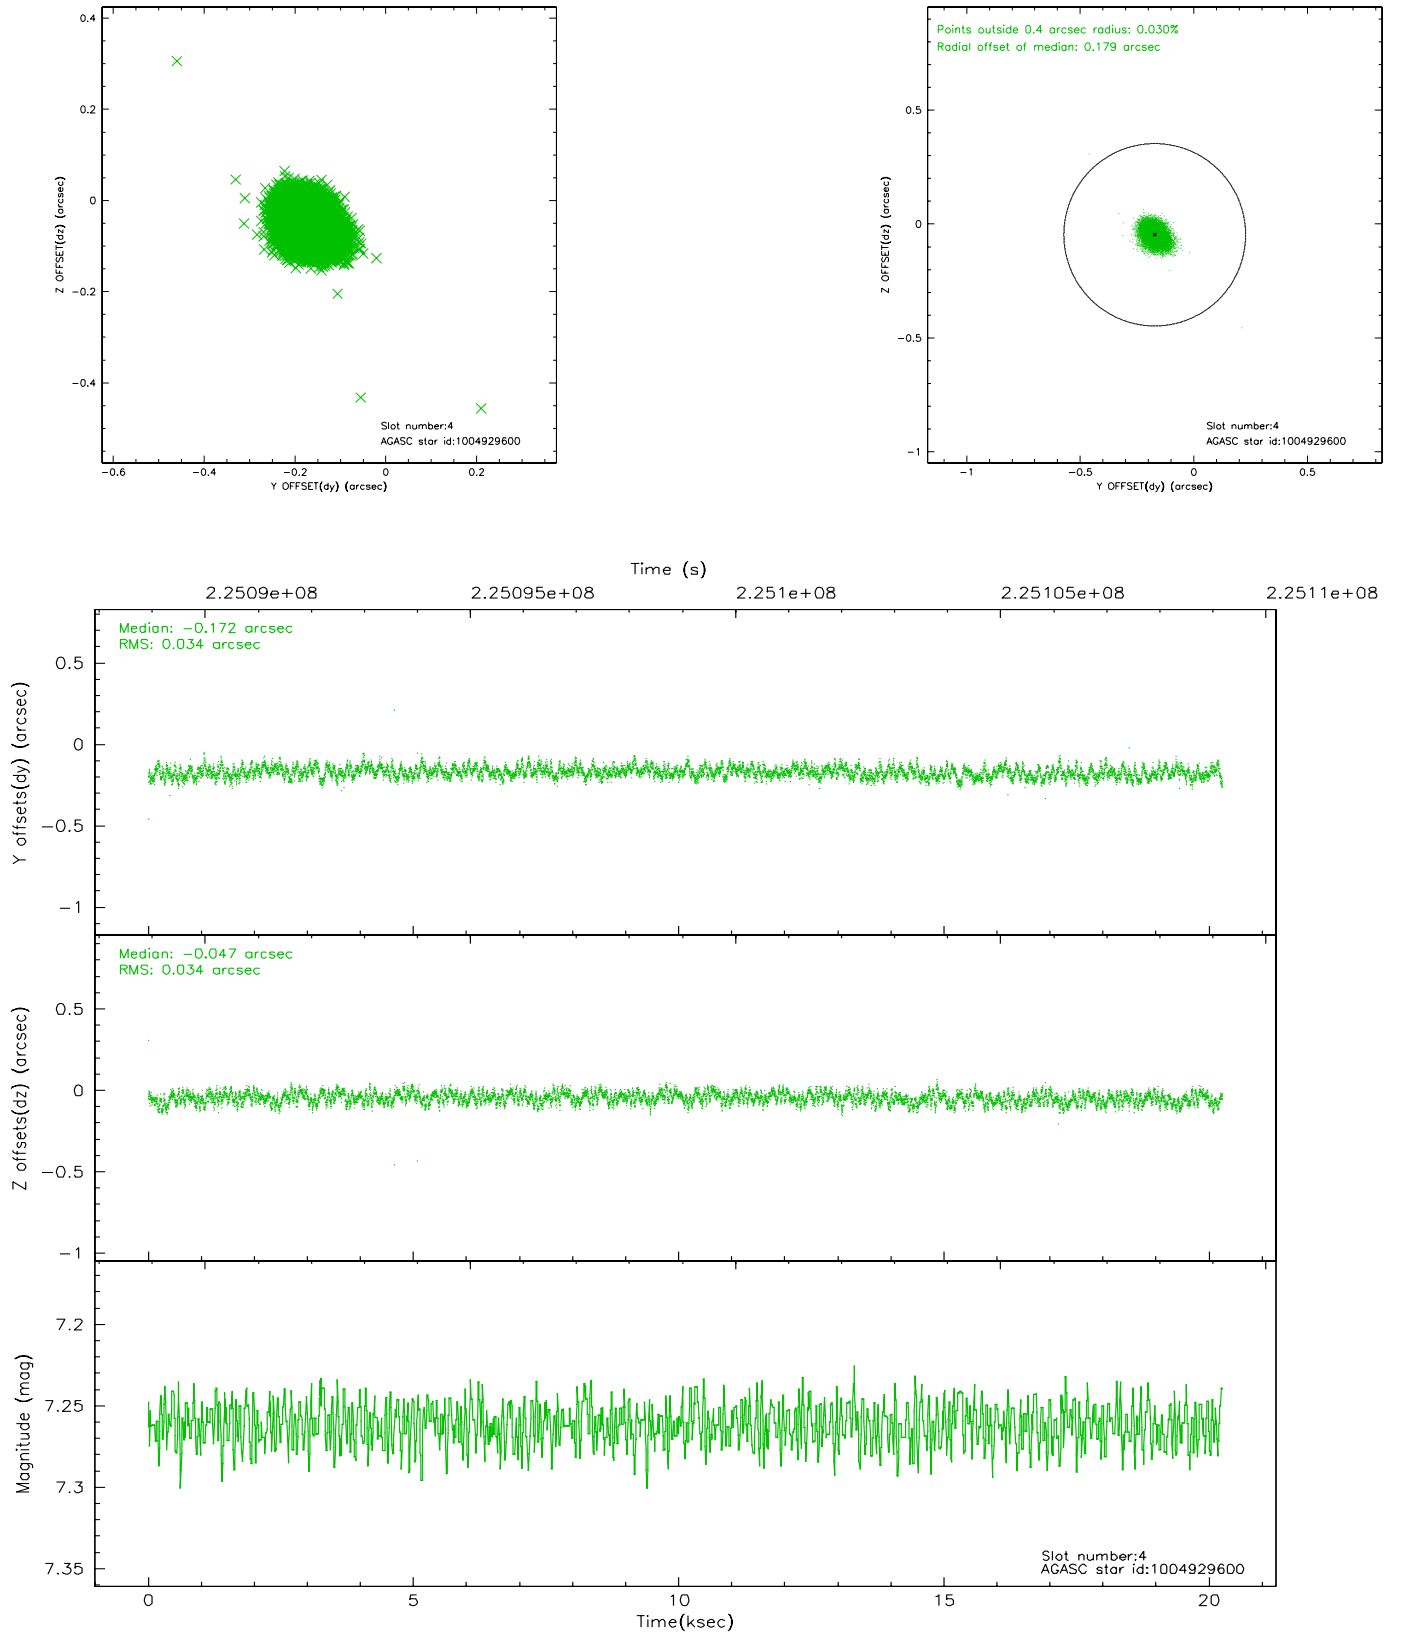 0.4
0.2
0
−0.2
−0.4
Z OFFSET(dz) (arcsec)
Slot number:4
AGASC star id:1004929600
−0.6 −0.4 −0.2 0 0.2
Y OFFSET(dy) (arcsec)
Points outside 0.4 arcsec radius: 0.030%
Radial offset of median: 0.179 arcsec
0.5
0
−0.5
−1
Z OFFSET(dz) (arcsec)
Slot number:4
AGASC star id:1004929600
−1 −0.5 0 0.5
Y OFFSET(dy) (arcsec)
Time (s)
2.2509e+08 2.25095e+08 2.251e+08 2.25105e+08 2.2511e+08
Median: −0.172 arcsec
RMS: 0.034 arcsec
0.5
0
−0.5
−1
Y offsets(dy) (arcsec)
Median: −0.047 arcsec
RMS: 0.034 arcsec
0.5
0
−0.5
−1
Z offsets(dz) (arcsec)
7.2
7.25
7.3
7.35
Magnitude (mag)
Slot number:4
AGASC star id:1004929600
0 5 10 15 20
Time(ksec)